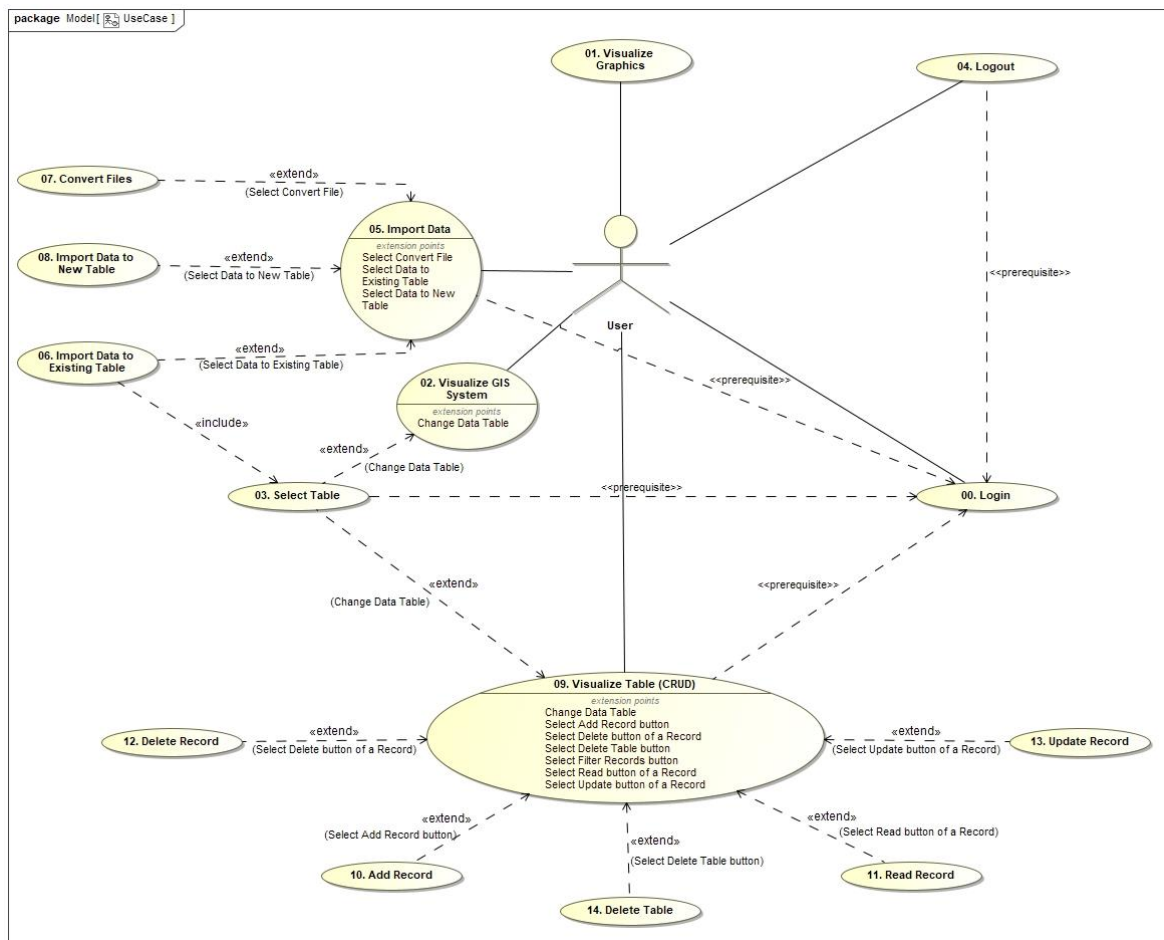 package Model[ UseCase ]
01. Visualize
Graphics
04. Logout
«extend»
07. Convert Files
(Select Convert File)
05. Import Data
extension points
Select Convert File
Select Data to
Existing Table
Select Data to New
Table
08. Import Data to
New Table
«extend»
(Select Data to New Table)
<<prerequisite>>
User
06. Import Data to
Existing Table
«extend»
(Select Data to Existing Table)
02. Visualize GIS
System
extension points
Change Data Table
<<prerequisite>>
«include»
«extend»
(Change Data Table)
03. Select Table
<<prerequisite>>
00. Login
«extend»
(Change Data Table)
<<prerequisite>>
09. Visualize Table (CRUD)
extension points
Change Data Table
Select Add Record button
Select Delete button of a Record
Select Delete Table button
Select Filter Records button
Select Read button of a Record
Select Update button of a Record
12. Delete Record
«extend»
(Select Delete button of a Record)
«extend»
(Select Update button of a Record)
13. Update Record
«extend»
(Select Add Record button)
«extend»
(Select Delete Table button)
«extend»
(Select Read button of a Record)
10. Add Record
11. Read Record
14. Delete Table